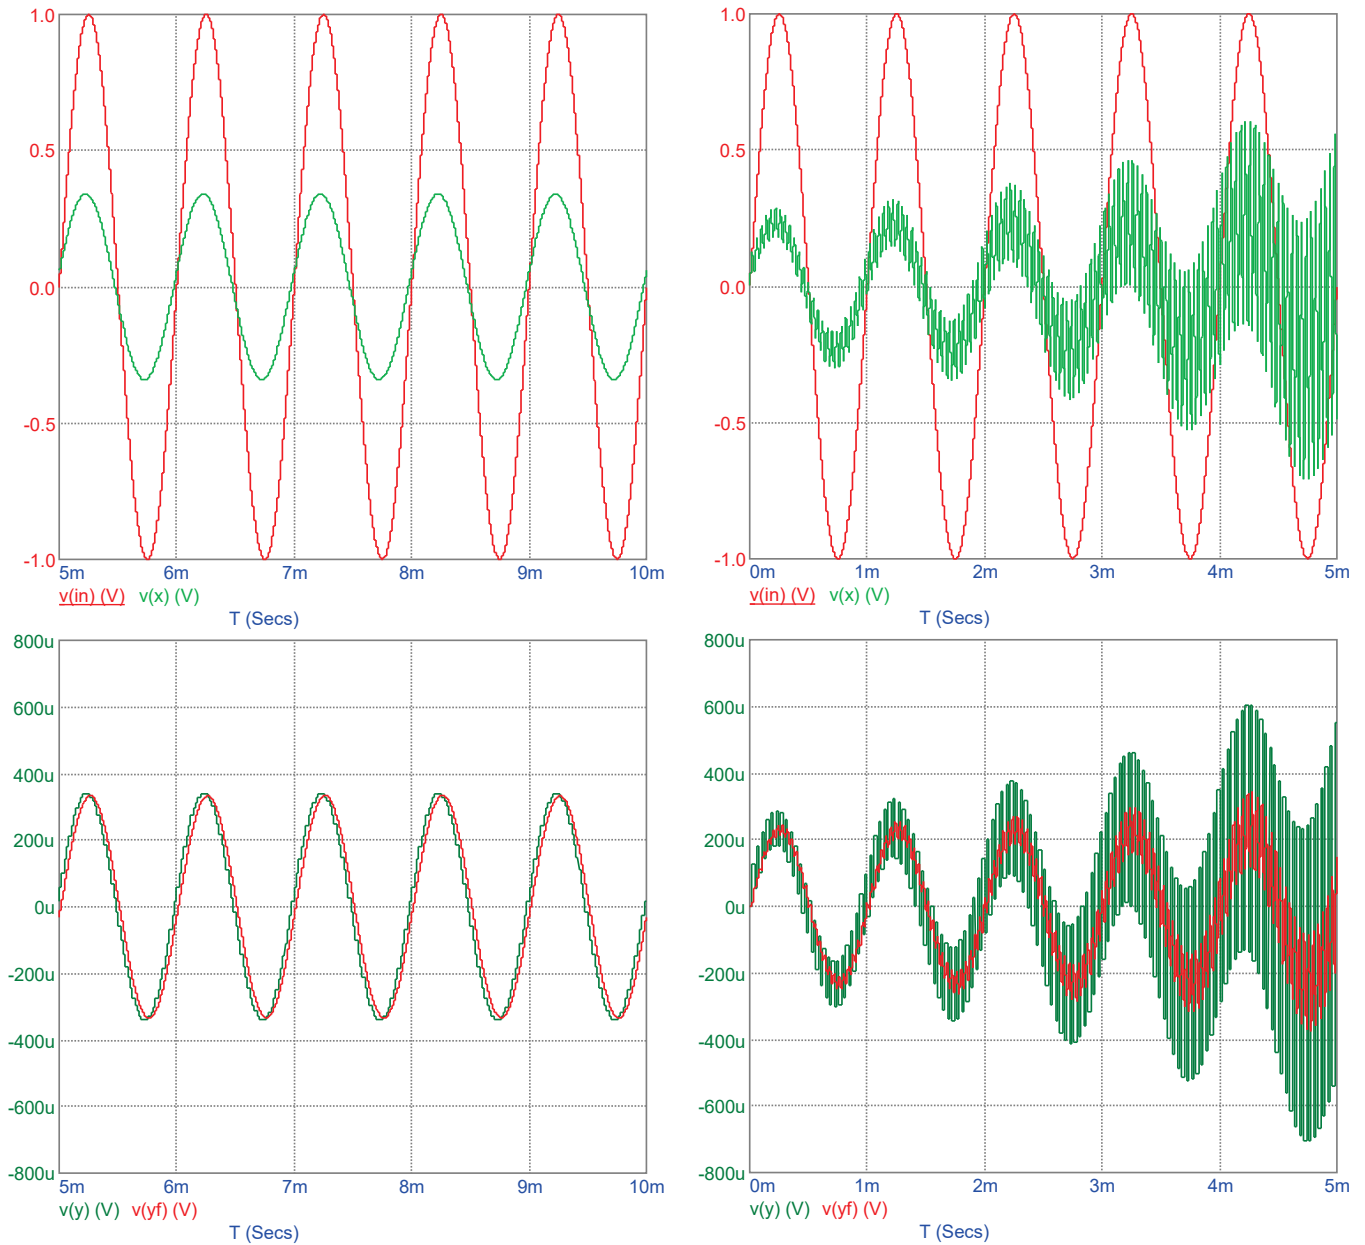 1.0
0.5
0.0
-0.5
-1.0
5m 6m 7m 8m 9m 10m
v(in) (V) v(x) (V)
T (Secs)
1.0
0.5
0.0
-0.5
-1.0
0m 1m 2m 3m 4m 5m
v(in) (V) v(x) (V)
T (Secs)
800u
600u
400u
200u
0u
-200u
-400u
-600u
-800u
5m 6m 7m 8m 9m 10m
v(y) (V) v(yf) (V)
T (Secs)
800u
600u
400u
200u
0u
-200u
-400u
-600u
-800u
0m 1m 2m 3m 4m 5m
v(y) (V) v(yf) (V)
T (Secs)